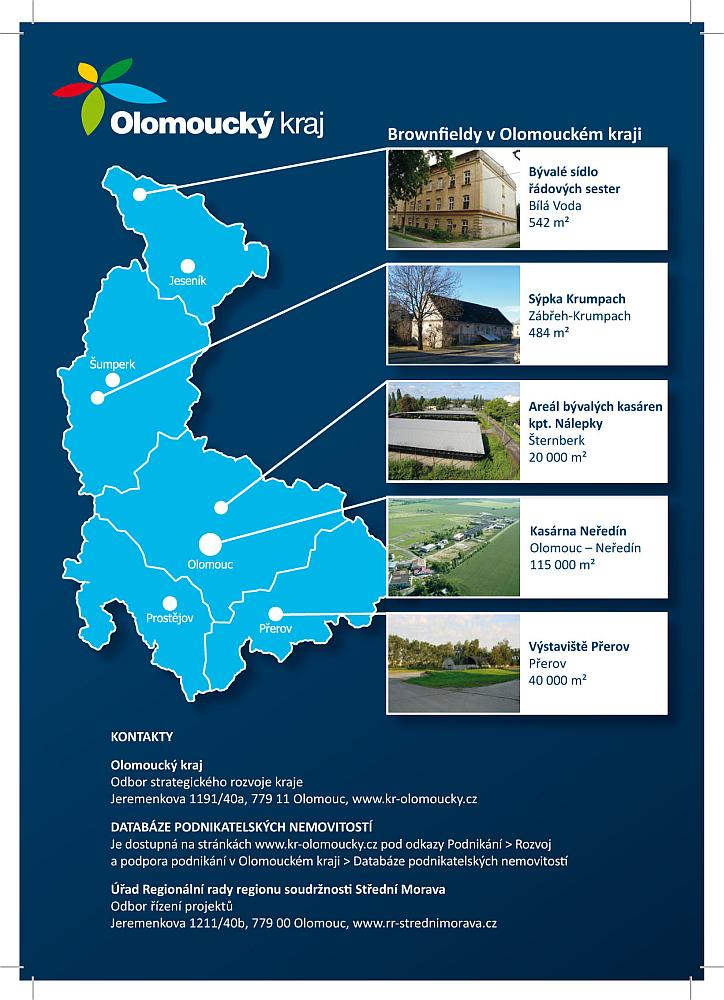 Olomoucký kraj
Brownfieldy v Olomouckém kraji
Bývalé sídlo
řádových sester
Bílá Voda
542 m²
Jeseník
Sýpka Krumpach
Zábřeh-Krumpach
484 m²
Šumperk
Areál bývalých kasáren
kpt. Nálepky
Šternberk
20 000 m²
Kasárna Neředín
Olomouc – Neředín
115 000 m²
Olomouc
Prostějov
Přerov
Výstaviště Přerov
Přerov
40 000 m²
KONTAKTY
Olomoucký kraj
Odbor strategického rozvoje kraje
Jeremenkova 1191/40a, 779 11 Olomouc, www.kr-olomoucky.cz
DATABÁZE PODNIKATELSKÝCH NEMOVITOSTÍ
Je dostupná na stránkách www.kr-olomoucky.cz pod odkazy Podnikání > Rozvoj
a podpora podnikání v Olomouckém kraji > Databáze podnikatelských nemovitostí
Úřad Regionální rady regionu soudržnosti Střední Morava
Odbor řízení projektů
Jeremenkova 1211/40b, 779 00 Olomouc, www.rr-strednimorava.cz